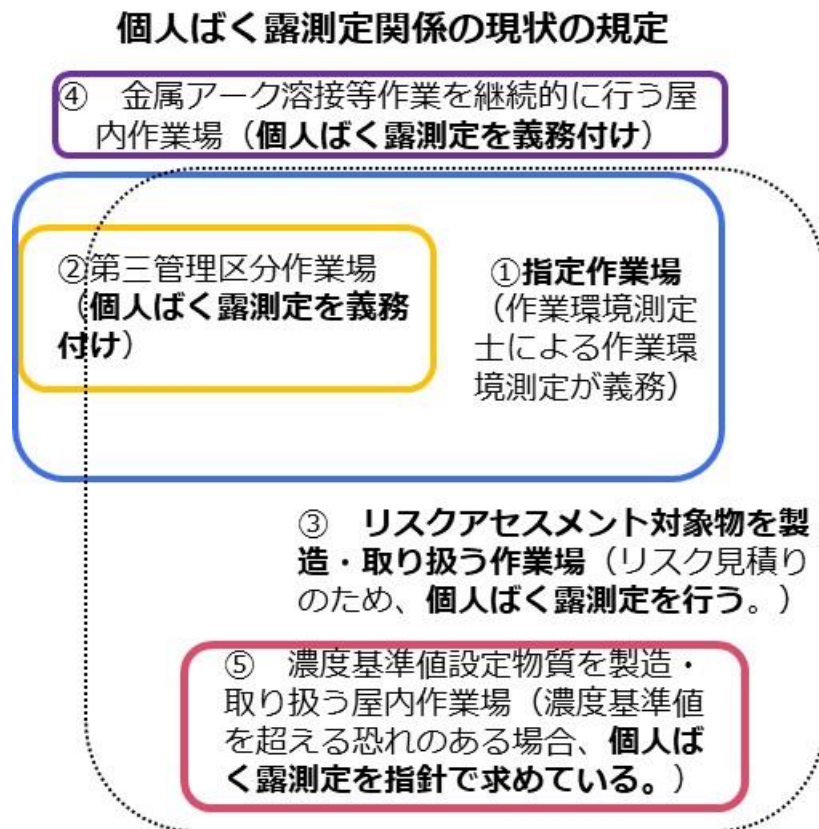 個人ばく露測定関係の現状の規定
④　金属アーク溶接等作業を継続的に行う屋
内作業場（個人ばく露測定を義務付け）
②第三管理区分作業場
（個人ばく露測定を義務
付け）
①指定作業場
（作業環境測定
士による作業環
境測定が義務）
③　リスクアセスメント対象物を製
造・取り扱う作業場（リスク見積り
のため、個人ばく露測定を行う。）
⑤　濃度基準値設定物質を製造・
取り扱う屋内作業場（濃度基準値
を超える恐れのある場合、個人ば
く露測定を指針で求めている。）